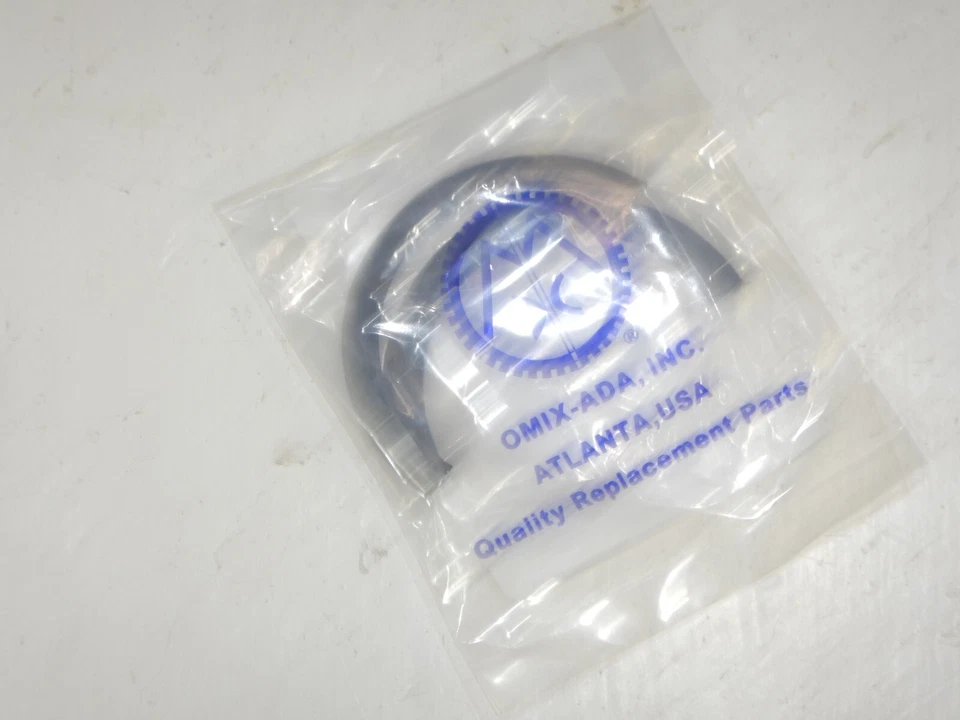 ®
OMIX-ADA, INC.
ATLANTA,USA
Quality Replacement Parts